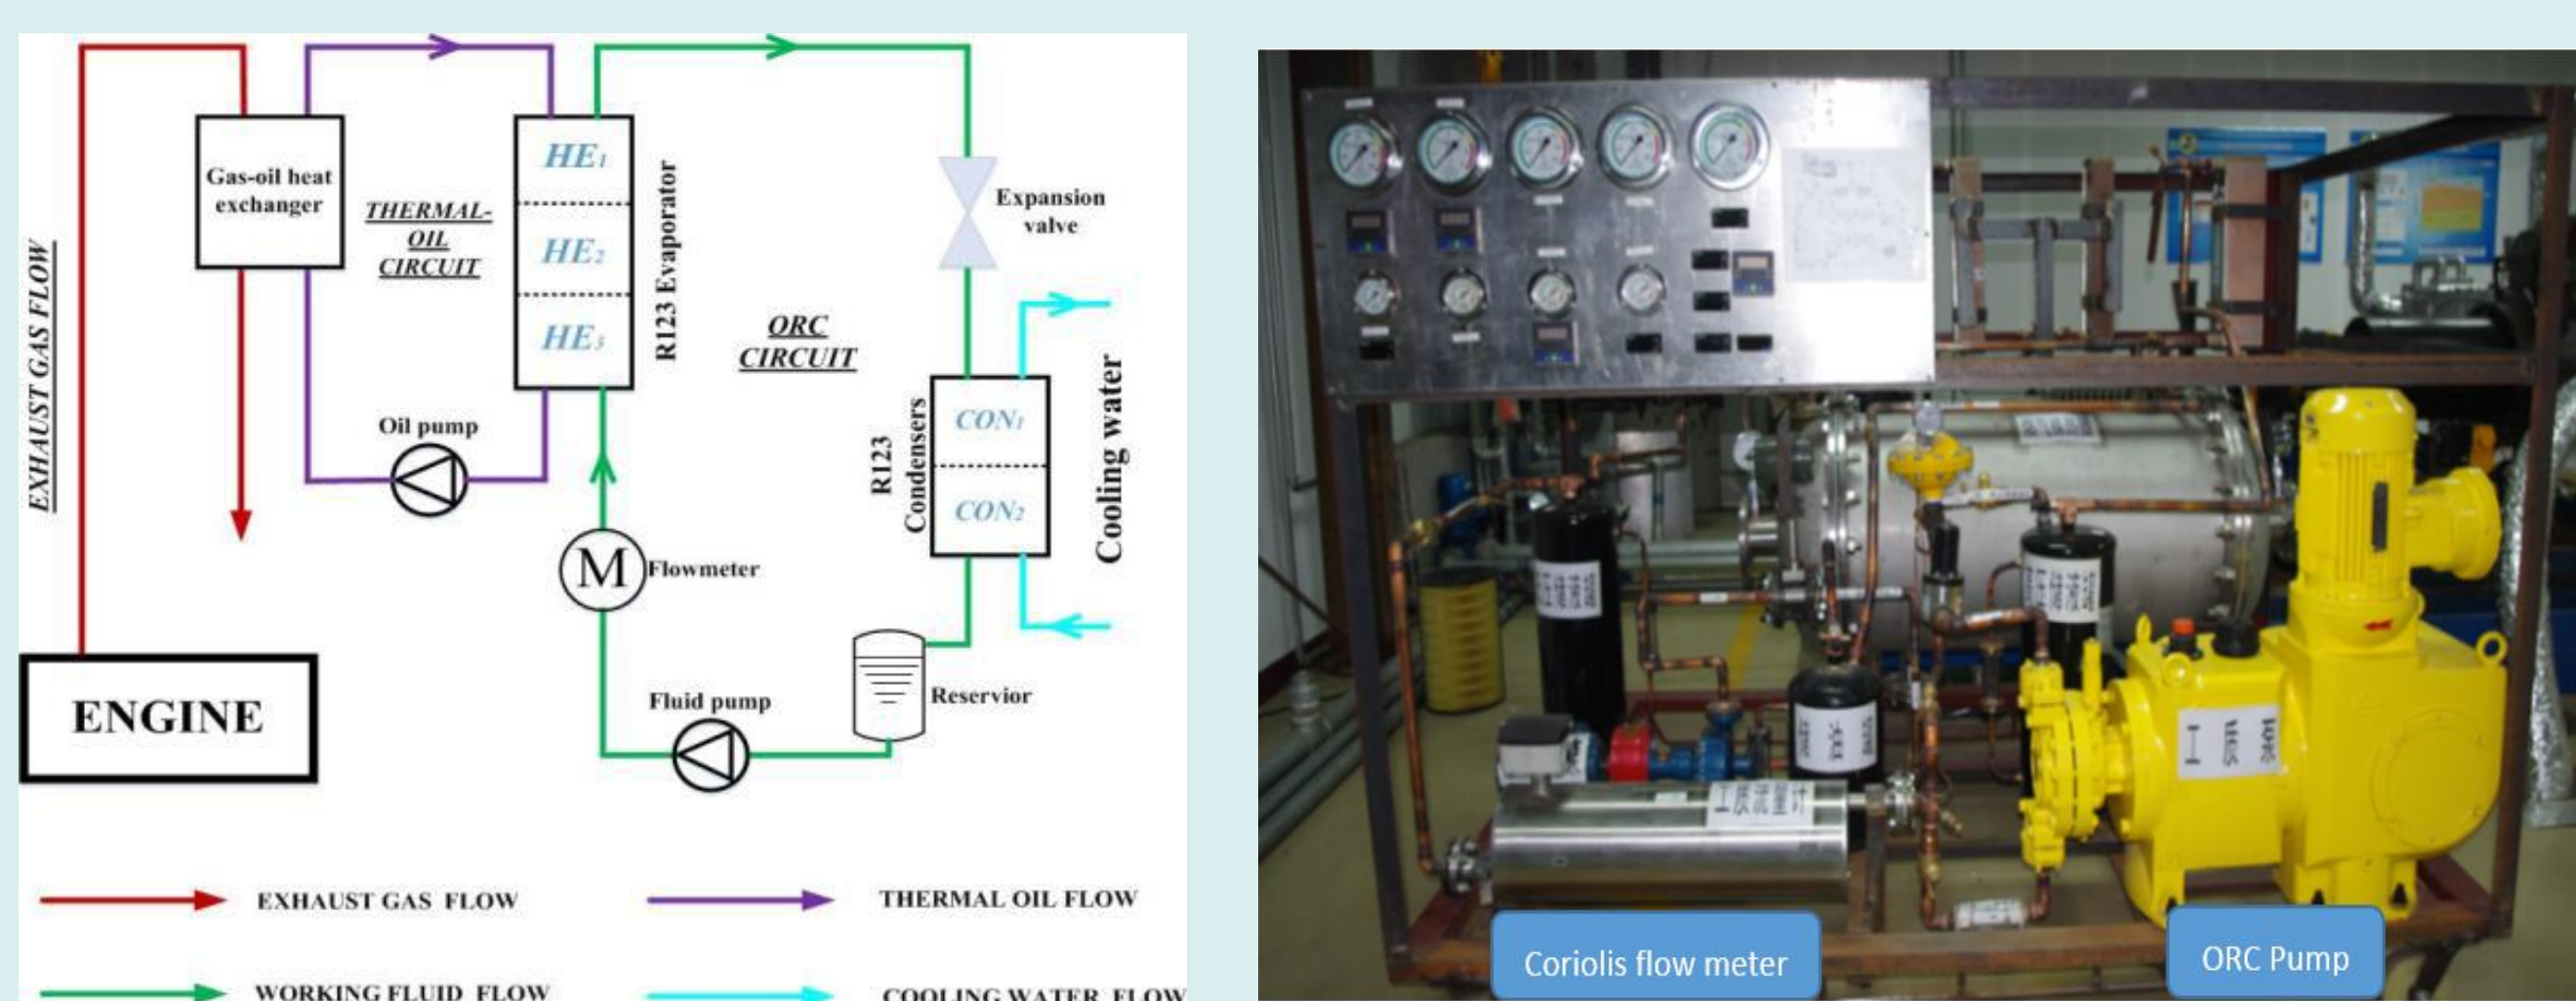 EXHAUST GAS FLOW
Gas-oil heat
exchanger
THERMAL-
OIL
CIRCUIT
HE1
HE2
HE3
R123 Evaporator
Oil pump
ENGINE
ORC
CIRCUIT
Expansion
valve
R123
Condensers
CON1
CON2
Cooling water
M
Flowmeter
Fluid pump
Reservior
EXHAUST GAS FLOW
THERMAL OIL FLOW
WORKING FLUID FLOW
COOLING WATER FLOW
Coriolis flow meter
ORC Pump